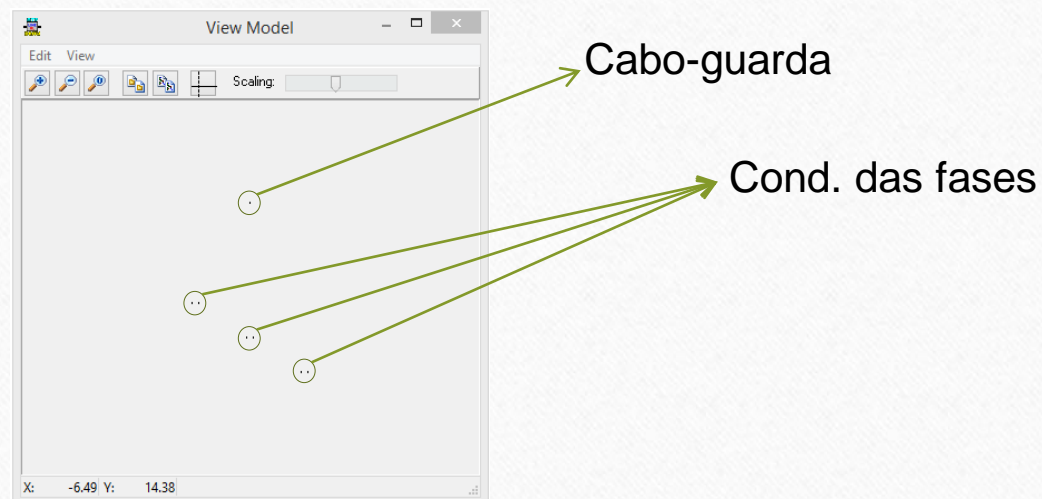 View Model
Edit View
Scaling:
Cabo-guarda
Cond. das fases
X: -6.49 Y: 14.38